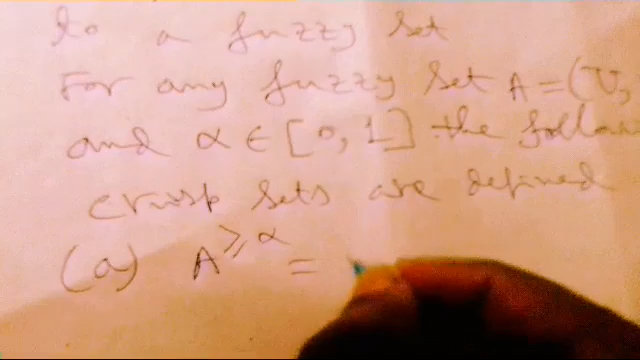 to a fuzzy set
For any fuzzy set A = (U,
and α ∈ [0, 1] the follow
crisp sets are defined
(a) A ≥ α =